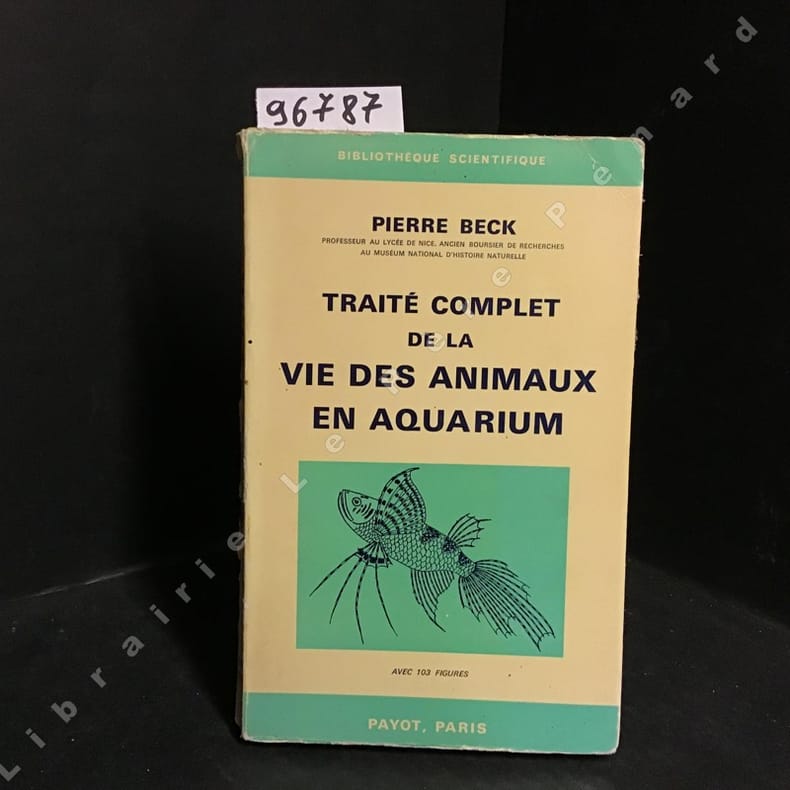 96787
BIBLIOTHÈQUE SCIENTIFIQUE
PIERRE BECK
PROFESSEUR AU LYCÉE DE NICE, ANCIEN BOURSIER DE RECHERCHES
AU MUSÉUM NATIONAL D'HISTOIRE NATURELLE
TRAITÉ COMPLET
DE LA
VIE DES ANIMAUX
EN AQUARIUM
AVEC 103 FIGURES
PAYOT, PARIS
Librairie Le Père Pénard